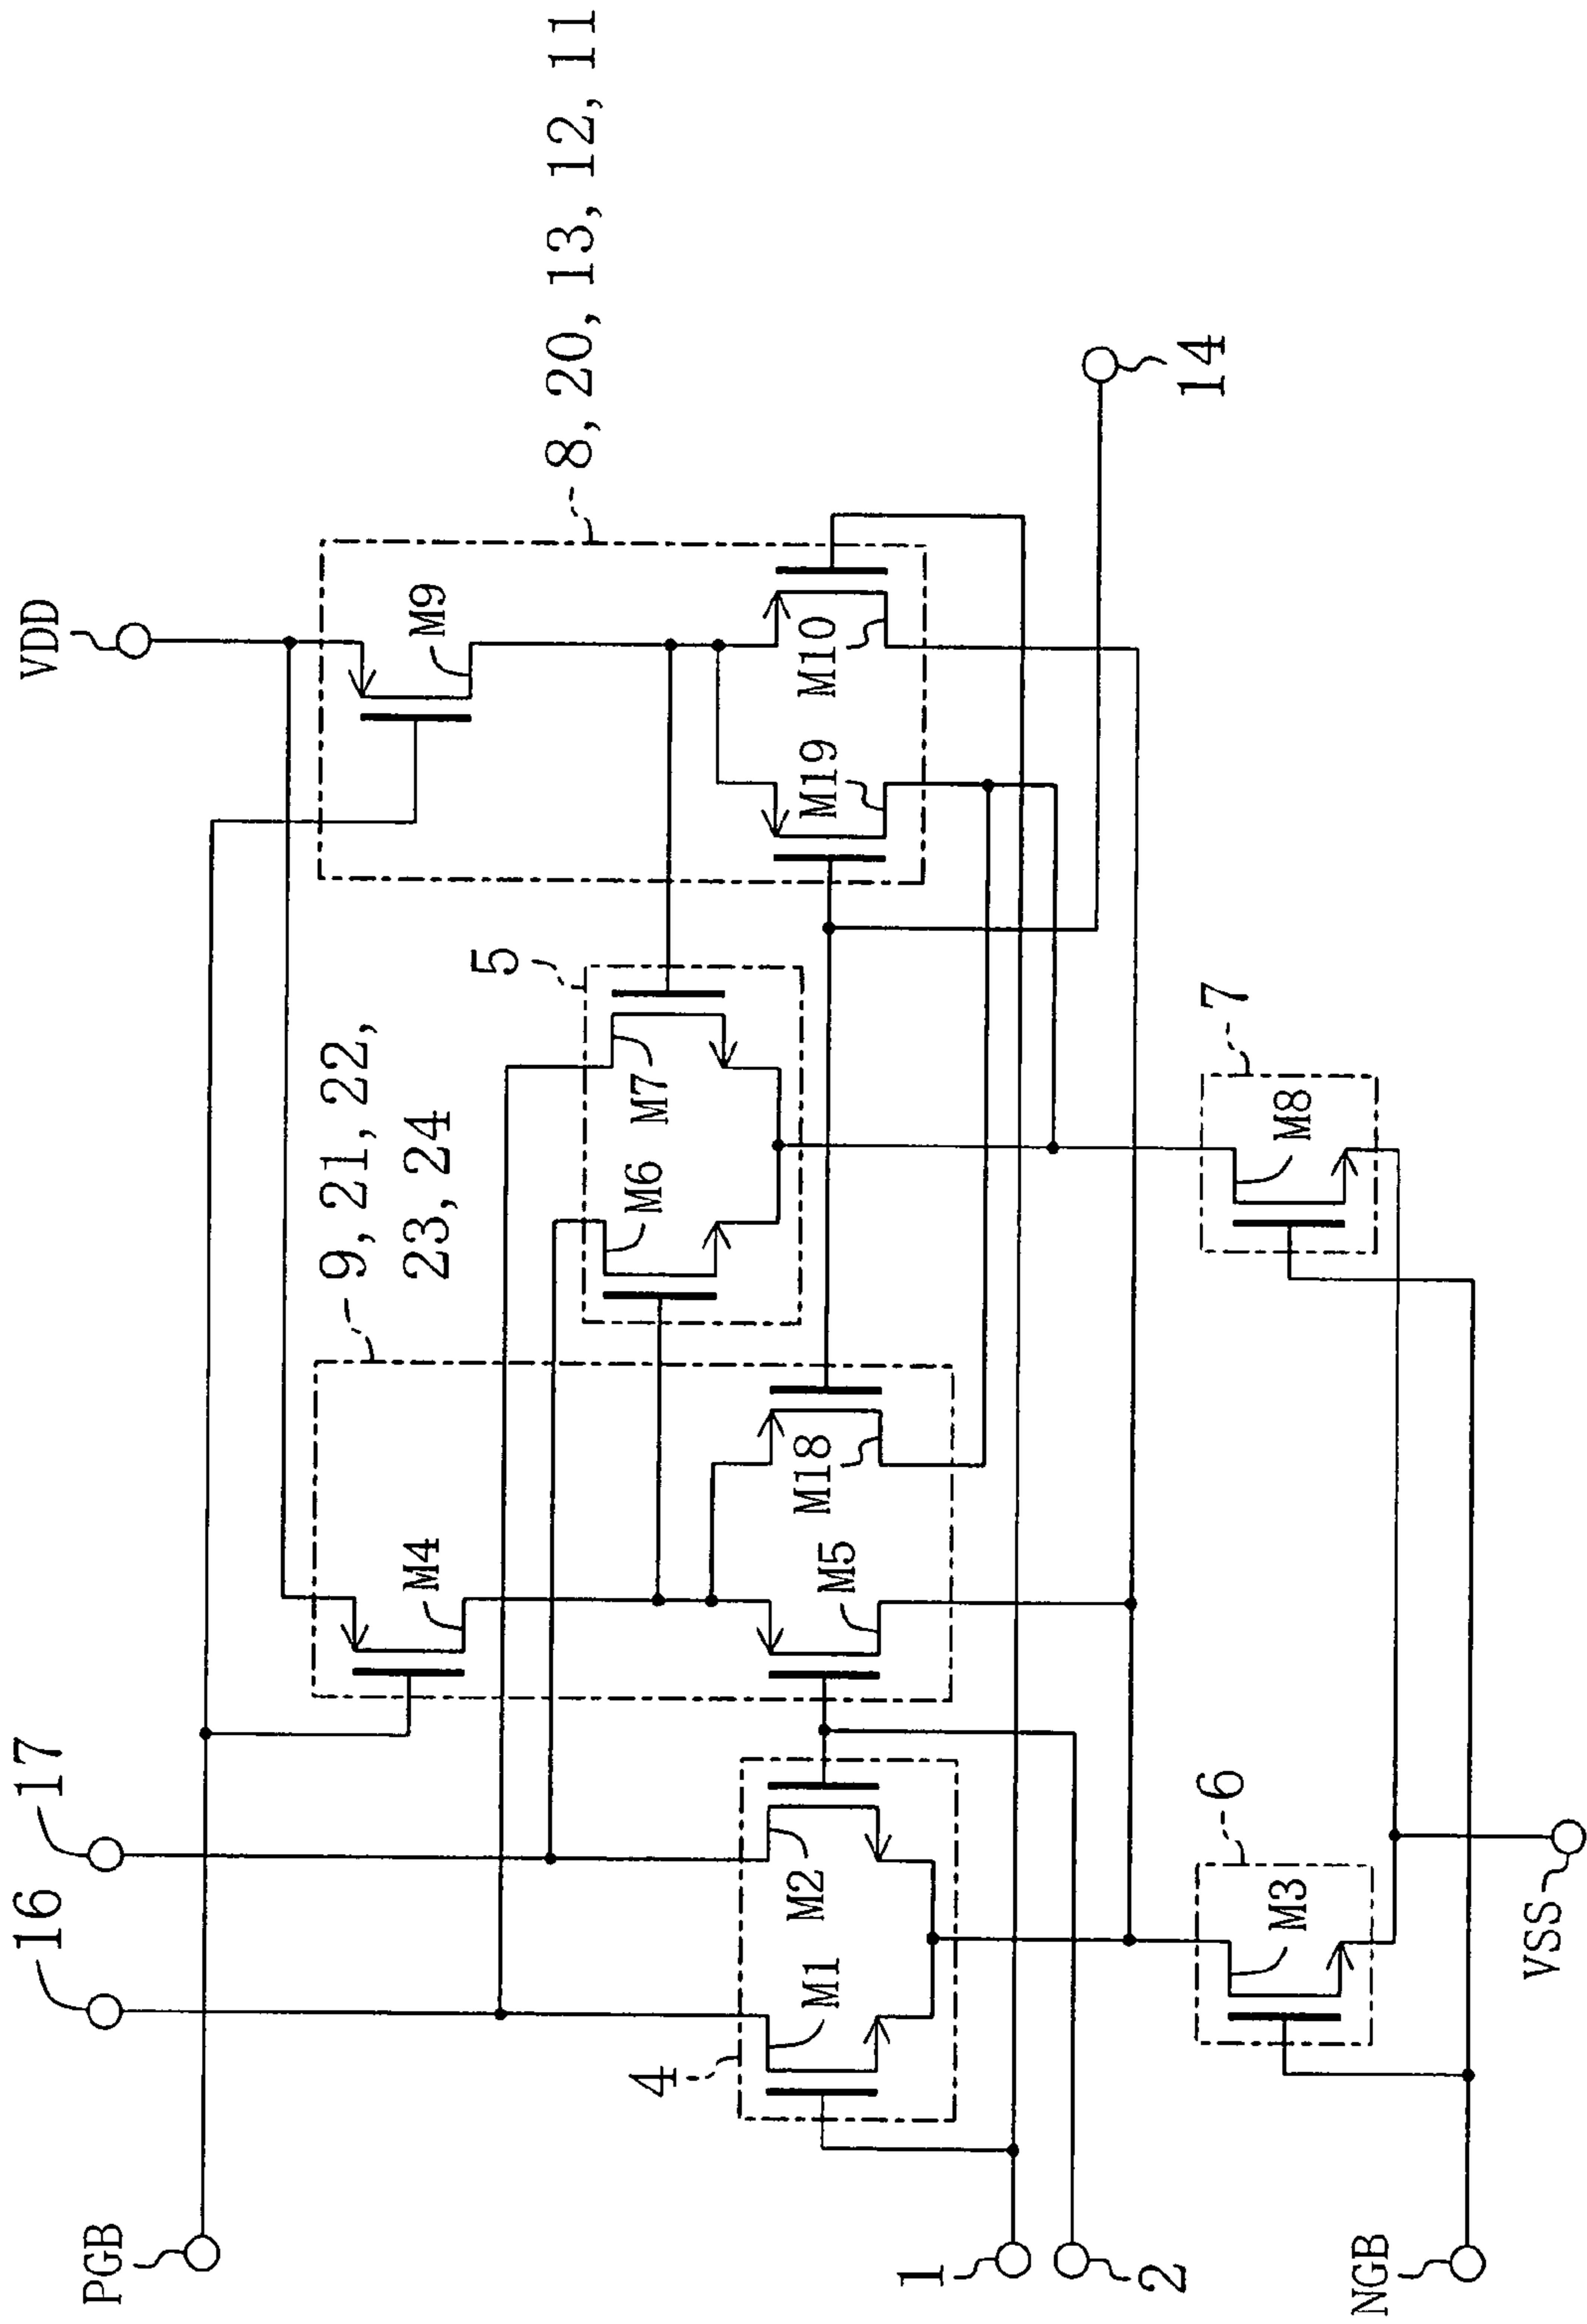 VDD
16
17
PGB
8, 20, 13, 12, 11
9, 21, 22,
23, 24
M9
M4
5
M6
M7
4
M1
M2
M5
M18
M19
M10
14
1
2
6
M3
7
M8
NGB
VSS